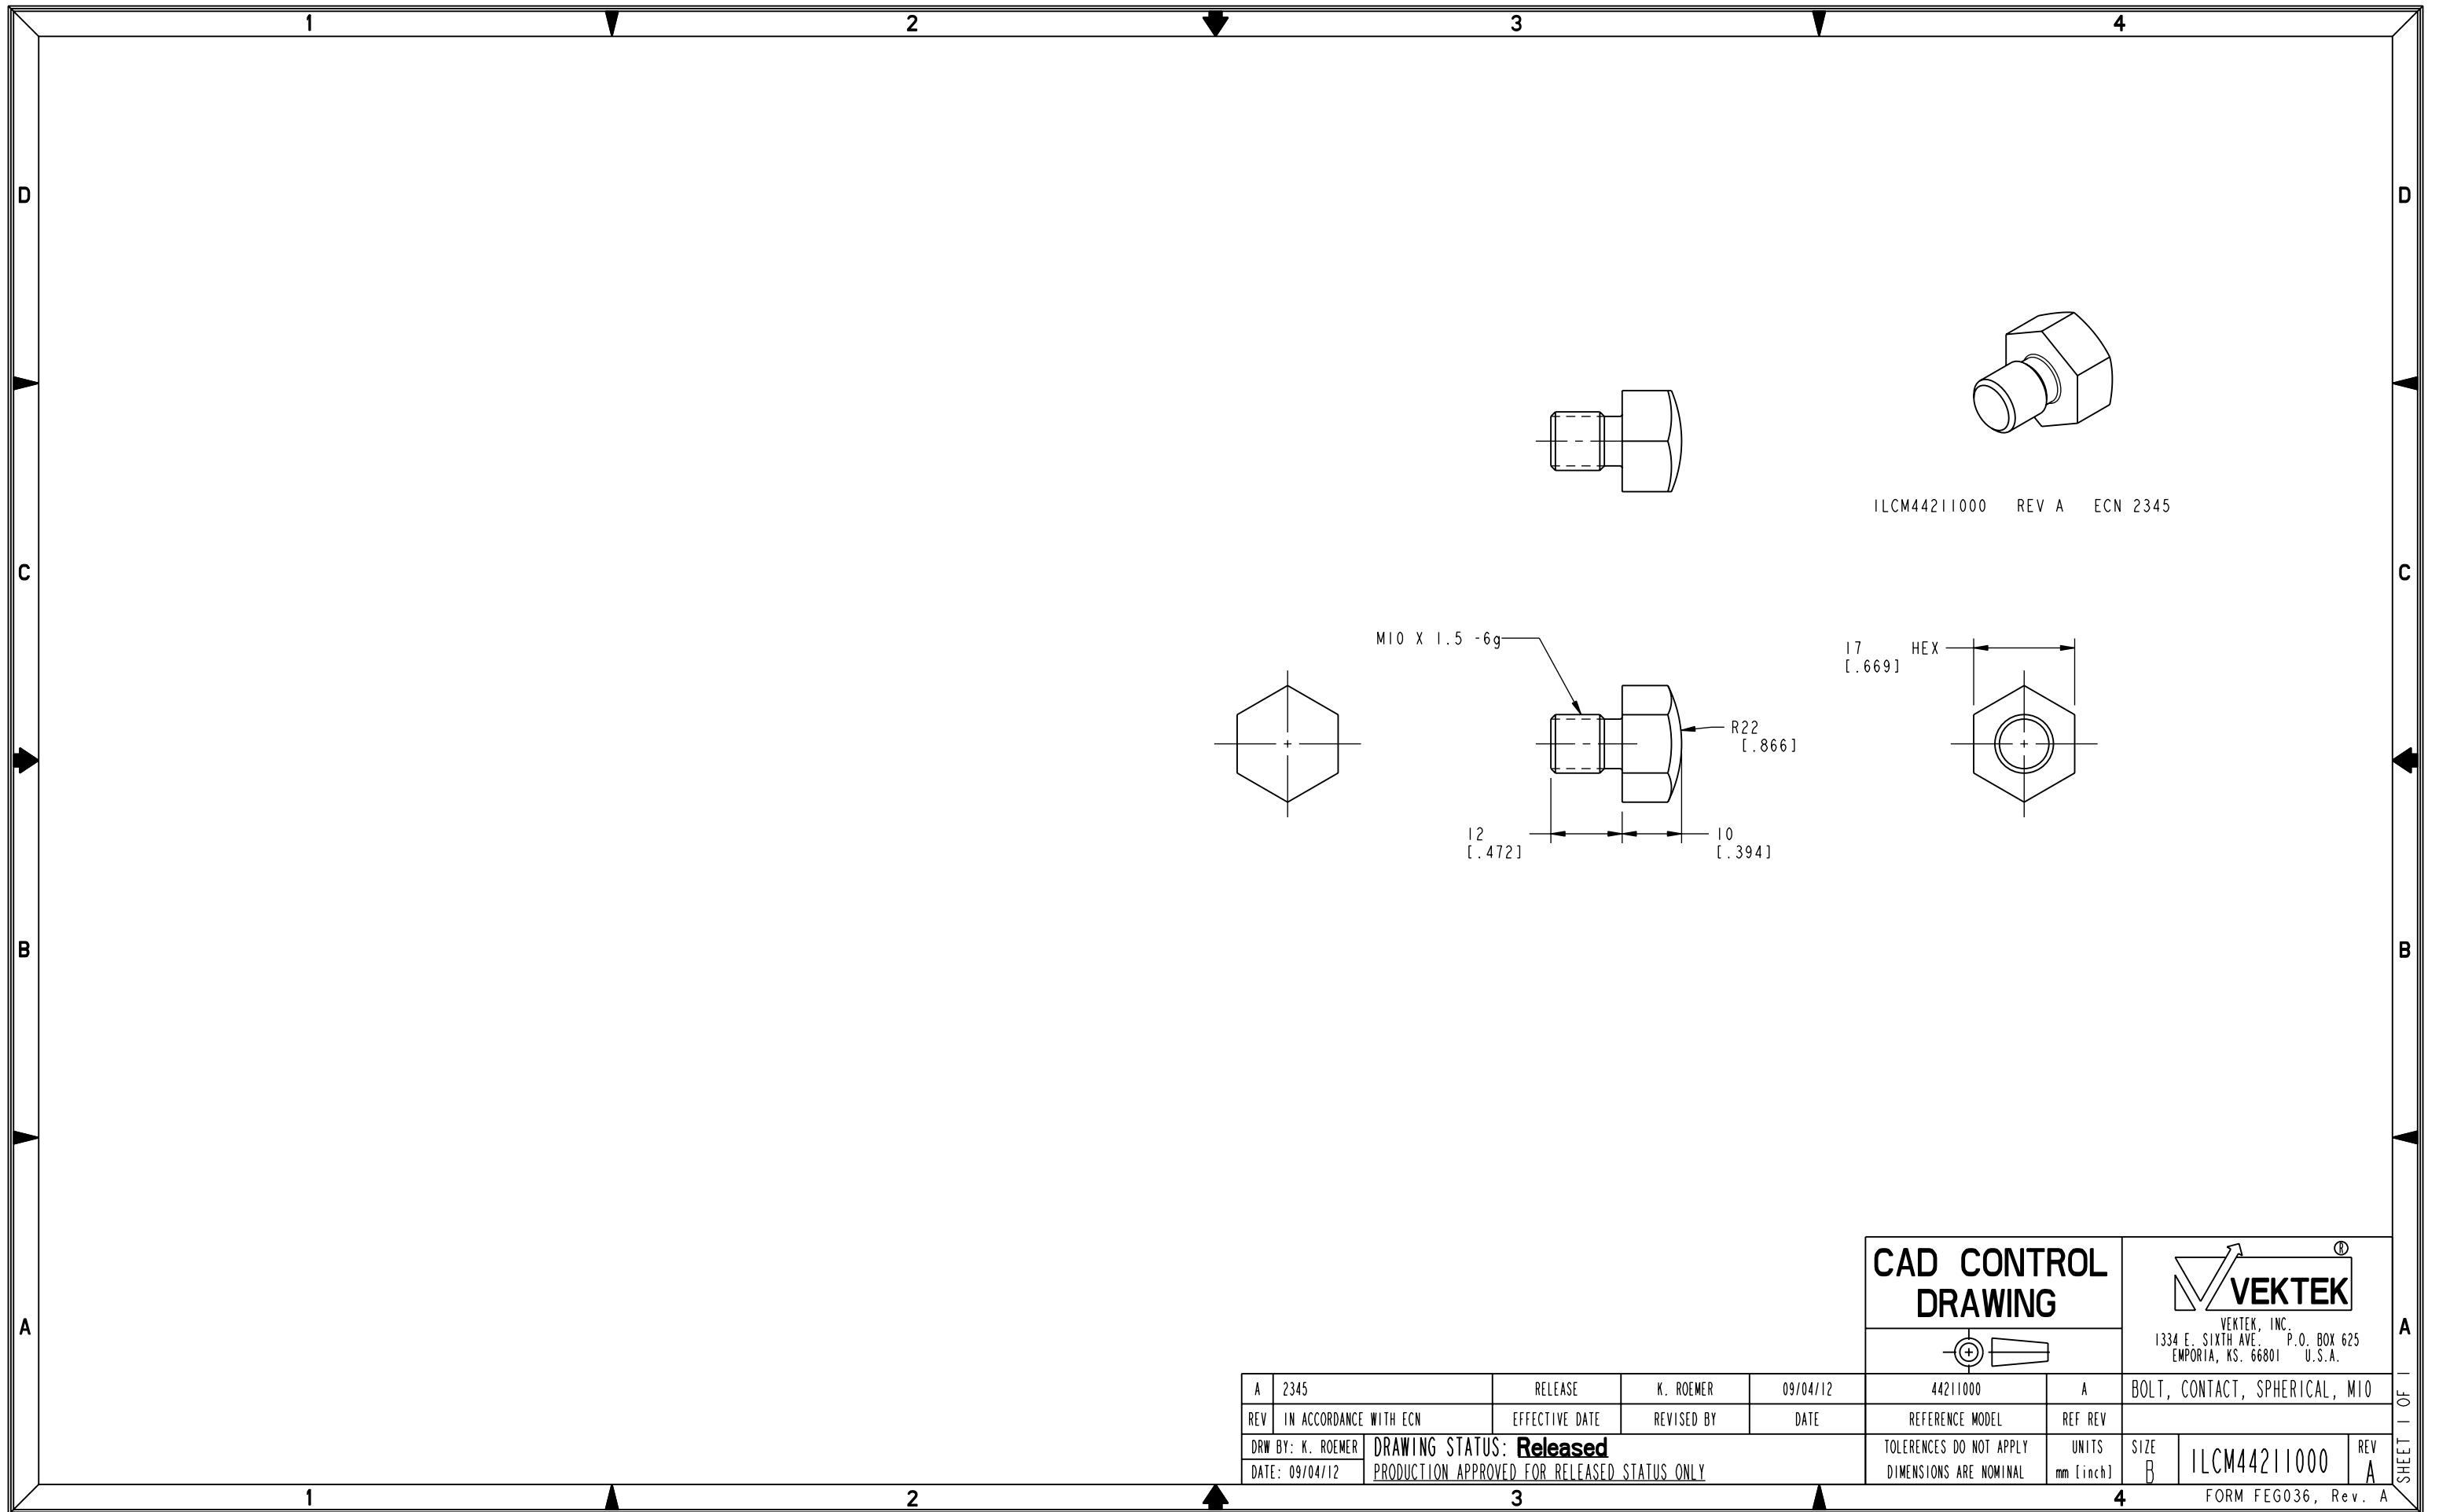 1 2 3 4
D D
C C
B B
A A
ILCM44211000 REV A ECN 2345
M10 X 1.5 -6g
17 HEX
[.669]
R22
[.866]
12
[.472]
10
[.394]
CAD CONTROL
DRAWING
®
VEKTEK
VEKTEK, INC.
1334 E. SIXTH AVE. P.O. BOX 625
EMPORIA, KS. 66801 U.S.A.
A 2345 RELEASE K. ROEMER 09/04/12 44211000 A BOLT, CONTACT, SPHERICAL, M10
REV IN ACCORDANCE WITH ECN EFFECTIVE DATE REVISED BY DATE REFERENCE MODEL REF REV
DRW BY: K. ROEMER DRAWING STATUS: Released TOLERENCES DO NOT APPLY UNITS SIZE ILCM44211000 REV
DATE: 09/04/12 PRODUCTION APPROVED FOR RELEASED STATUS ONLY DIMENSIONS ARE NOMINAL mm [inch] B A
SHEET 1 OF 1
FORM FEG036, Rev. A
1 2 3 4